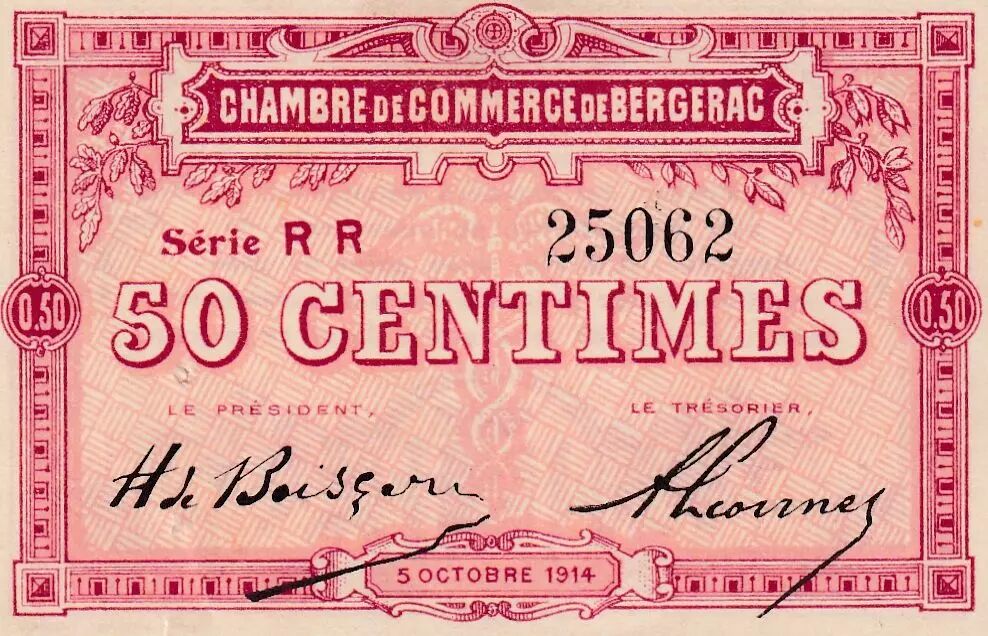 CHAMBRE DE COMMERCE DE BERGERAC
Série R R 25062
0.50 50 CENTIMES 0.50
LE PRÉSIDENT, LE TRÉSORIER,
H de
5 OCTOBRE 1914